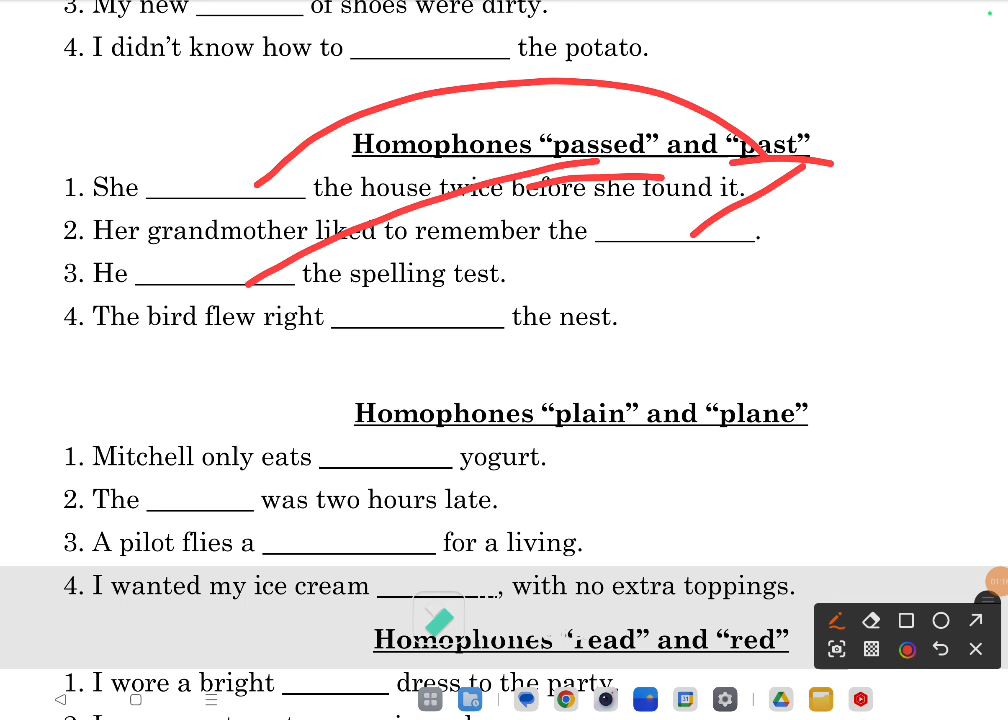 3. My new ________ of shoes were dirty.
4. I didn't know how to ____________ the potato.
Homophones “passed” and “past”
1. She ____________ the house twice before she found it.
2. Her grandmother liked to remember the ____________.
3. He ____________ the spelling test.
4. The bird flew right _____________ the nest.
Homophones “plain” and “plane”
1. Mitchell only eats __________ yogurt.
2. The ________ was two hours late.
3. A pilot flies a _____________ for a living.
4. I wanted my ice cream _________, with no extra toppings.
Homophones “read” and “red”
1. I wore a bright ________ dress to the party.